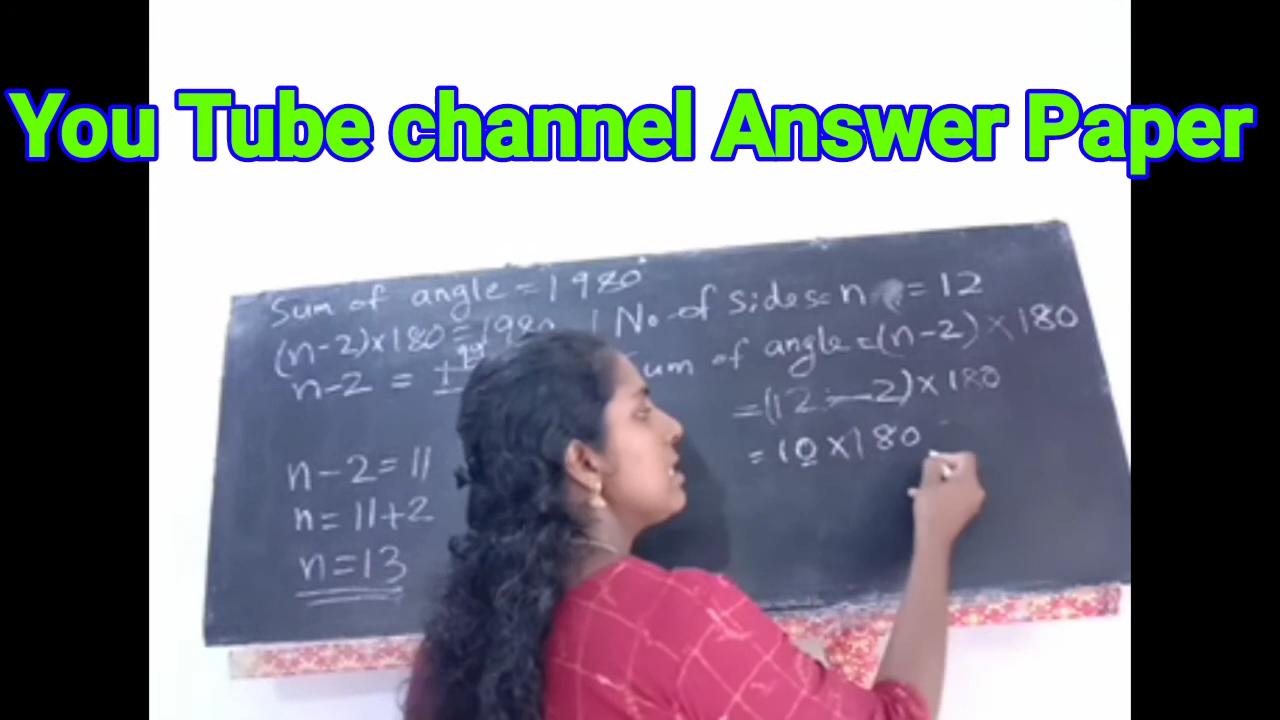 You Tube channel Answer Paper
Sum of angle = 1980°
(n-2)×180 = 1980
n-2 =
n-2 = 11
n = 11+2
n = 13
No of sides = n = 12
Sum of angle = (n-2)×180
= (12-2)×180
= 10×180